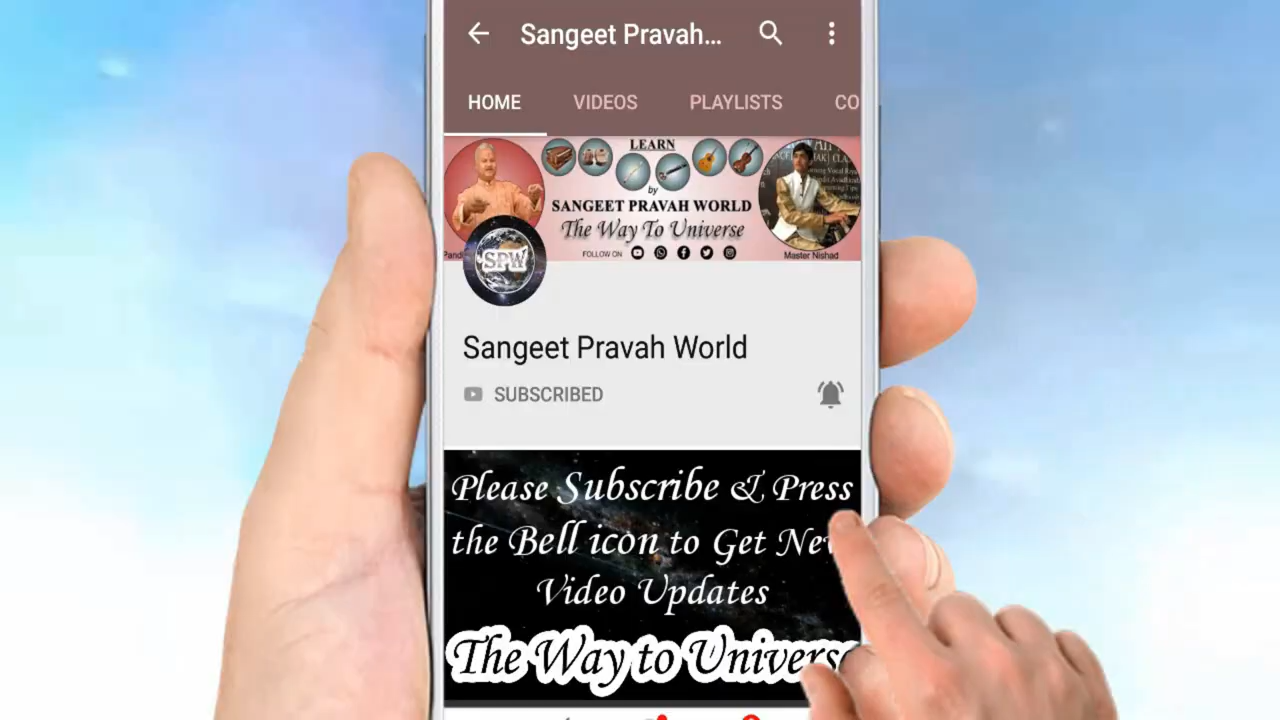 Sangeet Pravah...
HOME VIDEOS PLAYLISTS CO
LEARN
by
SANGEET PRAVAH WORLD
The Way To Universe
FOLLOW ON
Master Nishad
SPW
Sangeet Pravah World
SUBSCRIBED
Please Subscribe & Press
the Bell icon to Get New
Video Updates
The Way to Universe